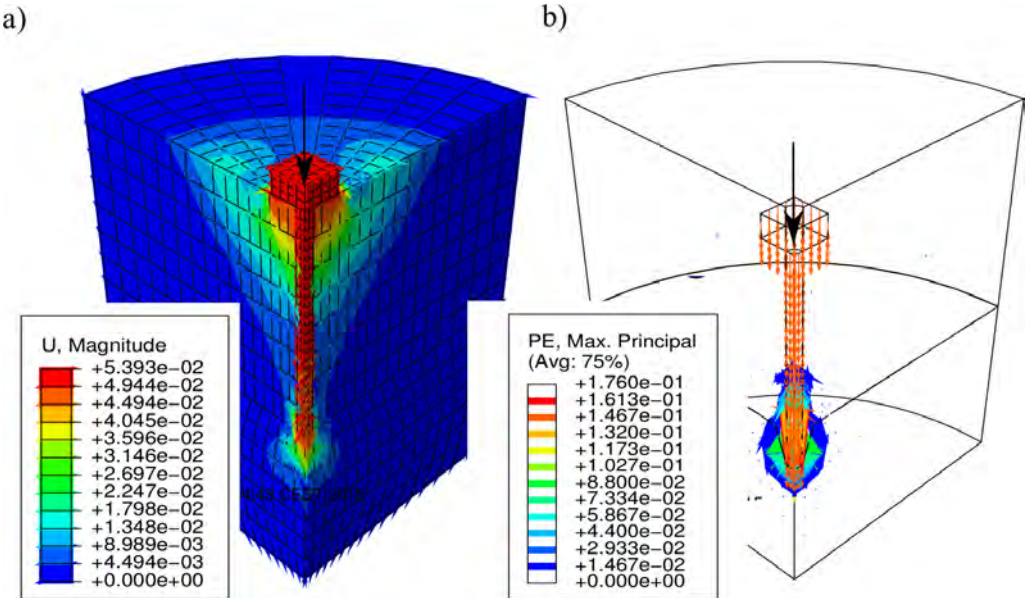 a)
b)
U, Magnitude
+5.393e-02
+4.944e-02
+4.494e-02
+4.045e-02
+3.596e-02
+3.146e-02
+2.697e-02
+2.247e-02
+1.798e-02
+1.348e-02
+8.989e-03
+4.494e-03
+0.000e+00
PE, Max. Principal
(Avg: 75%)
+1.760e-01
+1.613e-01
+1.467e-01
+1.320e-01
+1.173e-01
+1.027e-01
+8.800e-02
+7.334e-02
+5.867e-02
+4.400e-02
+2.933e-02
+1.467e-02
+0.000e+00